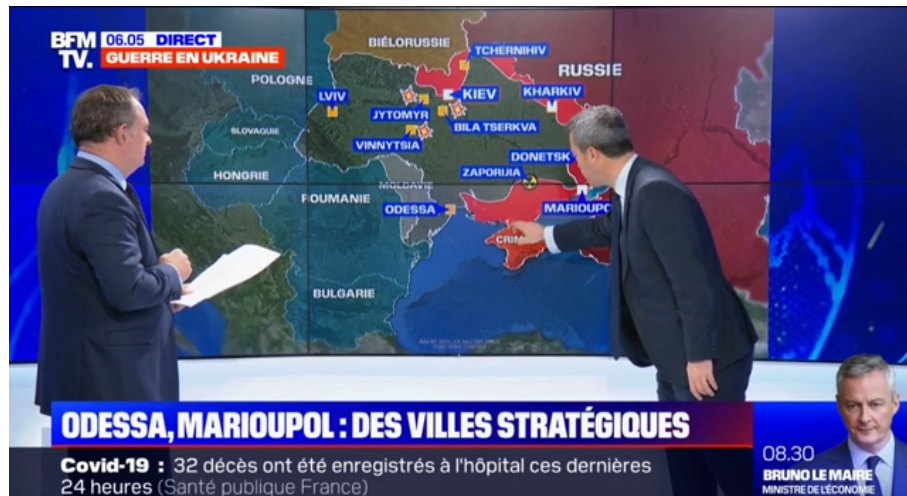 BFM
TV.
06.05 DIRECT
GUERRE EN UKRAINE
BIÉLORUSSIE
TCHERNIHIV
POLOGNE
RUSSIE
LVIV
KIEV
KHARKIV
JYTOMYR
BILA TSERKVA
SLOVAQUIE
VINNYTSIA
DONETSK
HONGRIE
ZAPORIJIA
MOLDAVIE
ROUMANIE
ODESSA
MARIOUPOL
CRIM
BULGARIE
ODESSA, MARIOUPOL : DES VILLES STRATÉGIQUES
Covid-19 : 32 décès ont été enregistrés à l'hôpital ces dernières
24 heures (Santé publique France)
08.30
BRUNO LE MAIRE
MINISTRE DE L'ÉCONOMIE